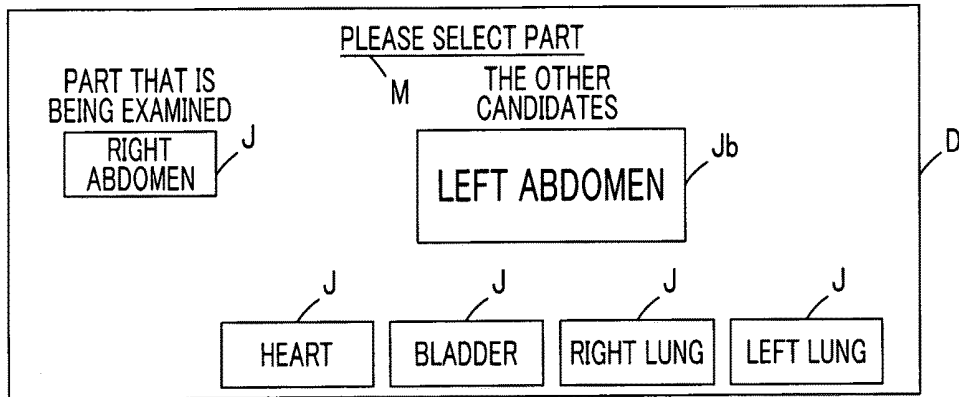 PLEASE SELECT PART
M
PART THAT IS
BEING EXAMINED
THE OTHER
CANDIDATES
RIGHT
ABDOMEN
J
LEFT ABDOMEN
Jb
D
J
J
J
J
HEART
BLADDER
RIGHT LUNG
LEFT LUNG